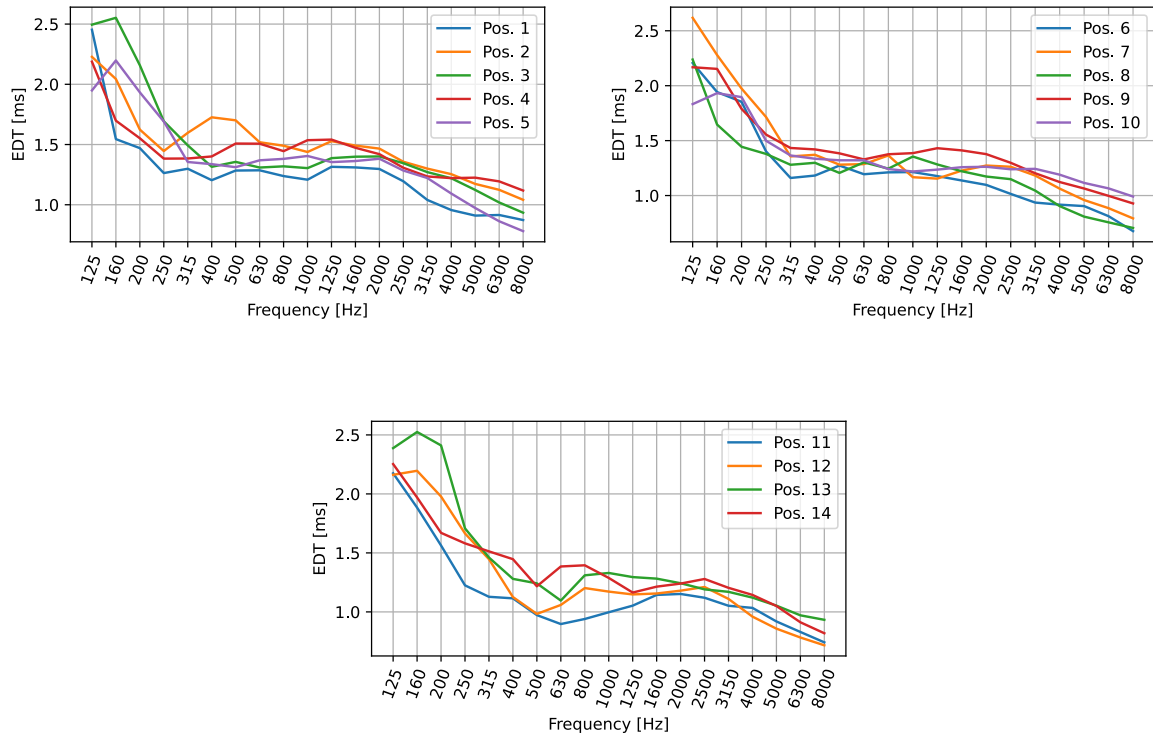 2.5
2.0
1.5
1.0
EDT [ms]
Pos. 1
Pos. 2
Pos. 3
Pos. 4
Pos. 5
125 160 200 250 315 400 500 630 800 1000 1250 1600 2000 2500 3150 4000 5000 6300 8000
Frequency [Hz]
2.5
2.0
1.5
1.0
EDT [ms]
Pos. 6
Pos. 7
Pos. 8
Pos. 9
Pos. 10
125 160 200 250 315 400 500 630 800 1000 1250 1600 2000 2500 3150 4000 5000 6300 8000
Frequency [Hz]
2.5
2.0
1.5
1.0
EDT [ms]
Pos. 11
Pos. 12
Pos. 13
Pos. 14
125 160 200 250 315 400 500 630 800 1000 1250 1600 2000 2500 3150 4000 5000 6300 8000
Frequency [Hz]